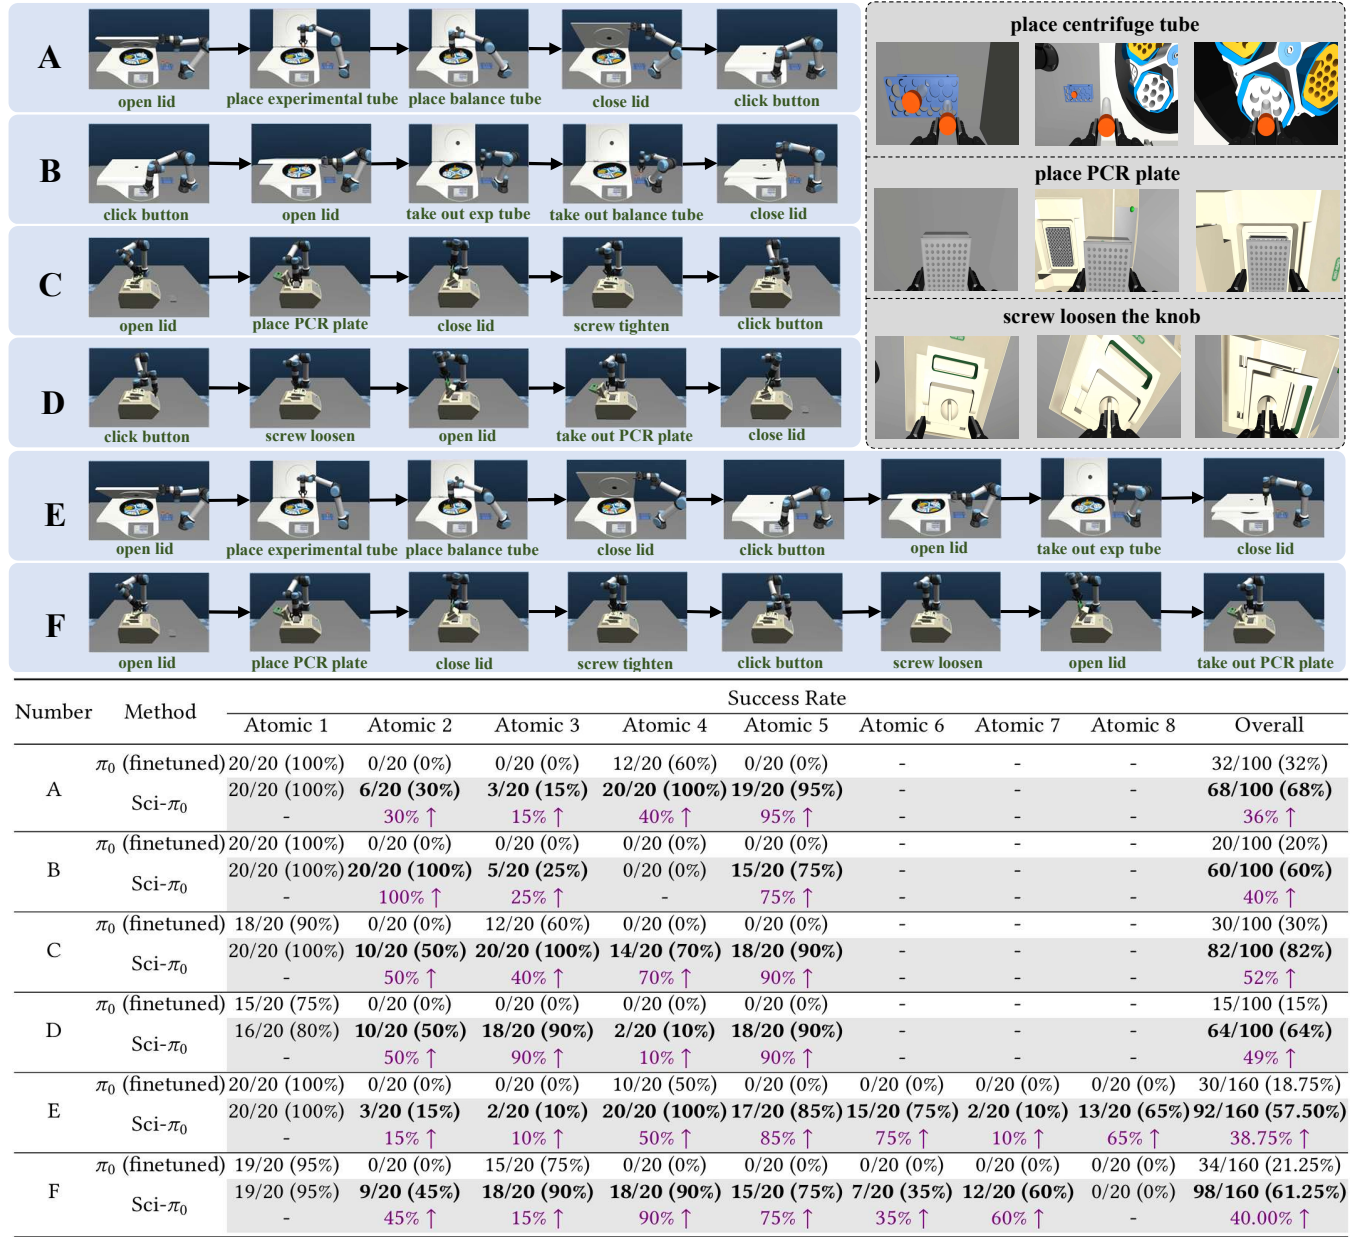 A
open lid
place experimental tube
place balance tube
close lid
click button
B
click button
open lid
take out exp tube
take out balance tube
close lid
C
open lid
place PCR plate
close lid
screw tighten
click button
D
click button
screw loosen
open lid
take out PCR plate
close lid
place centrifuge tube
place PCR plate
screw loosen the knob
E
open lid
place experimental tube
place balance tube
close lid
click button
open lid
take out exp tube
close lid
F
open lid
place PCR plate
close lid
screw tighten
click button
screw loosen
open lid
take out PCR plate
Number Method Success Rate
Atomic 1 Atomic 2 Atomic 3 Atomic 4 Atomic 5 Atomic 6 Atomic 7 Atomic 8 Overall
A
π0 (finetuned) 20/20 (100%) 0/20 (0%) 0/20 (0%) 12/20 (60%) 0/20 (0%) - - - 32/100 (32%)
Sci-π0 20/20 (100%) 6/20 (30%) 3/20 (15%) 20/20 (100%) 19/20 (95%) - - - 68/100 (68%)
- 30% ↑ 15% ↑ 40% ↑ 95% ↑ - - - 36% ↑
B
π0 (finetuned) 20/20 (100%) 0/20 (0%) 0/20 (0%) 0/20 (0%) 0/20 (0%) - - - 20/100 (20%)
Sci-π0 20/20 (100%) 20/20 (100%) 5/20 (25%) 0/20 (0%) 15/20 (75%) - - - 60/100 (60%)
- 100% ↑ 25% ↑ - 75% ↑ - - - 40% ↑
C
π0 (finetuned) 18/20 (90%) 0/20 (0%) 12/20 (60%) 0/20 (0%) 0/20 (0%) - - - 30/100 (30%)
Sci-π0 20/20 (100%) 10/20 (50%) 20/20 (100%) 14/20 (70%) 18/20 (90%) - - - 82/100 (82%)
- 50% ↑ 40% ↑ 70% ↑ 90% ↑ - - - 52% ↑
D
π0 (finetuned) 15/20 (75%) 0/20 (0%) 0/20 (0%) 0/20 (0%) 0/20 (0%) - - - 15/100 (15%)
Sci-π0 16/20 (80%) 10/20 (50%) 18/20 (90%) 2/20 (10%) 18/20 (90%) - - - 64/100 (64%)
- 50% ↑ 90% ↑ 10% ↑ 90% ↑ - - - 49% ↑
E
π0 (finetuned) 20/20 (100%) 0/20 (0%) 0/20 (0%) 10/20 (50%) 0/20 (0%) 0/20 (0%) 0/20 (0%) 0/20 (0%) 30/160 (18.75%)
Sci-π0 20/20 (100%) 3/20 (15%) 2/20 (10%) 20/20 (100%) 17/20 (85%) 15/20 (75%) 2/20 (10%) 13/20 (65%) 92/160 (57.50%)
- 15% ↑ 10% ↑ 50% ↑ 85% ↑ 75% ↑ 10% ↑ 65% ↑ 38.75% ↑
F
π0 (finetuned) 19/20 (95%) 0/20 (0%) 15/20 (75%) 0/20 (0%) 0/20 (0%) 0/20 (0%) 0/20 (0%) 0/20 (0%) 34/160 (21.25%)
Sci-π0 19/20 (95%) 9/20 (45%) 18/20 (90%) 18/20 (90%) 15/20 (75%) 7/20 (35%) 12/20 (60%) 0/20 (0%) 98/160 (61.25%)
- 45% ↑ 15% ↑ 90% ↑ 75% ↑ 35% ↑ 60% ↑ - 40.00% ↑